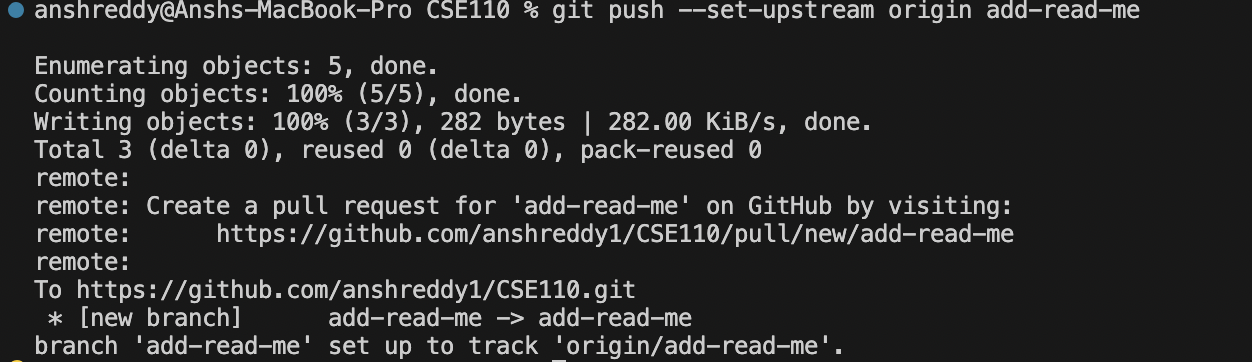 anshreddy@Anshs-MacBook-Pro CSE110 % git push --set-upstream origin add-read-me
Enumerating objects: 5, done.
Counting objects: 100% (5/5), done.
Writing objects: 100% (3/3), 282 bytes | 282.00 KiB/s, done.
Total 3 (delta 0), reused 0 (delta 0), pack-reused 0
remote:
remote: Create a pull request for 'add-read-me' on GitHub by visiting:
remote:      https://github.com/anshreddy1/CSE110/pull/new/add-read-me
remote:
To https://github.com/anshreddy1/CSE110.git
 * [new branch]      add-read-me -> add-read-me
branch 'add-read-me' set up to track 'origin/add-read-me'.